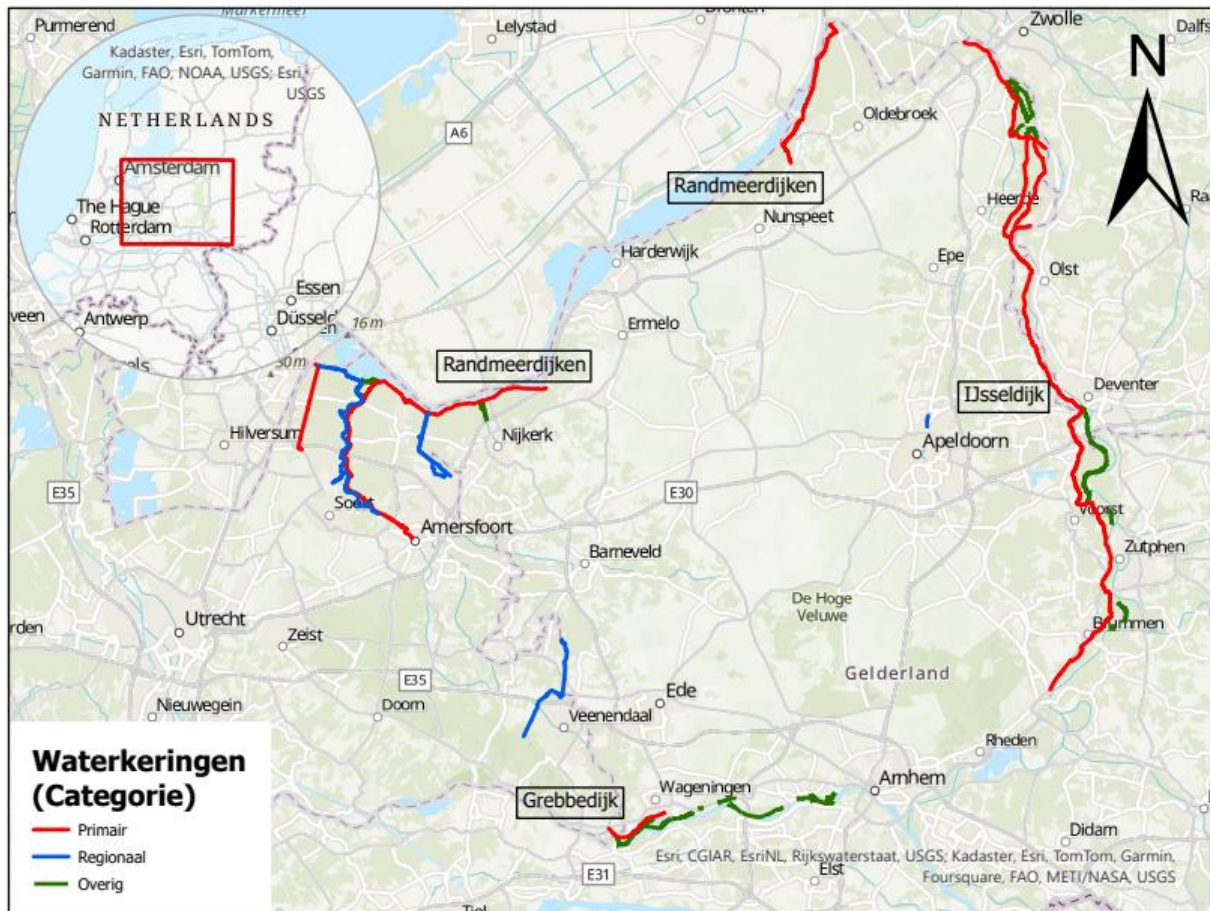 Purmerend
Markermeer
Lelystad
Dronten
Zwolle
Kadaster, Esri, TomTom,
Garmin, FAO, NOAA, USGS; Esri,
USGS
NETHERLANDS
N
A6
Oldebroek
Amsterdam
The Hague
Rotterdam
Randmeerdijken
Nunspeet
Heerde
Harderwijk
Epe
Olst
Essen
Antwerp
16 m
Ermelo
30 m
Randmeerdijken
IJsseldijk
Deventer
Hilversum
Nijkerk
Apeldoorn
E35
E30
Soest
Voorst
Amersfoort
Barneveld
Zutphen
De Hoge
Veluwe
Utrecht
Zeist
Brummen
Gelderland
E35
Ede
Nieuwegein
Doorn
Veenendaal
Rheden
Waterkeringen
(Categorie)
Primair
Regionaal
Overig
Grebbedijk
Wageningen
Arnhem
Didam
Esri, CGIAR, EsriNL, Rijkswaterstaat, USGS; Kadaster, Esri, TomTom, Garmin,
Foursquare, FAO, METI/NASA, USGS
E31
Elst
Tiel